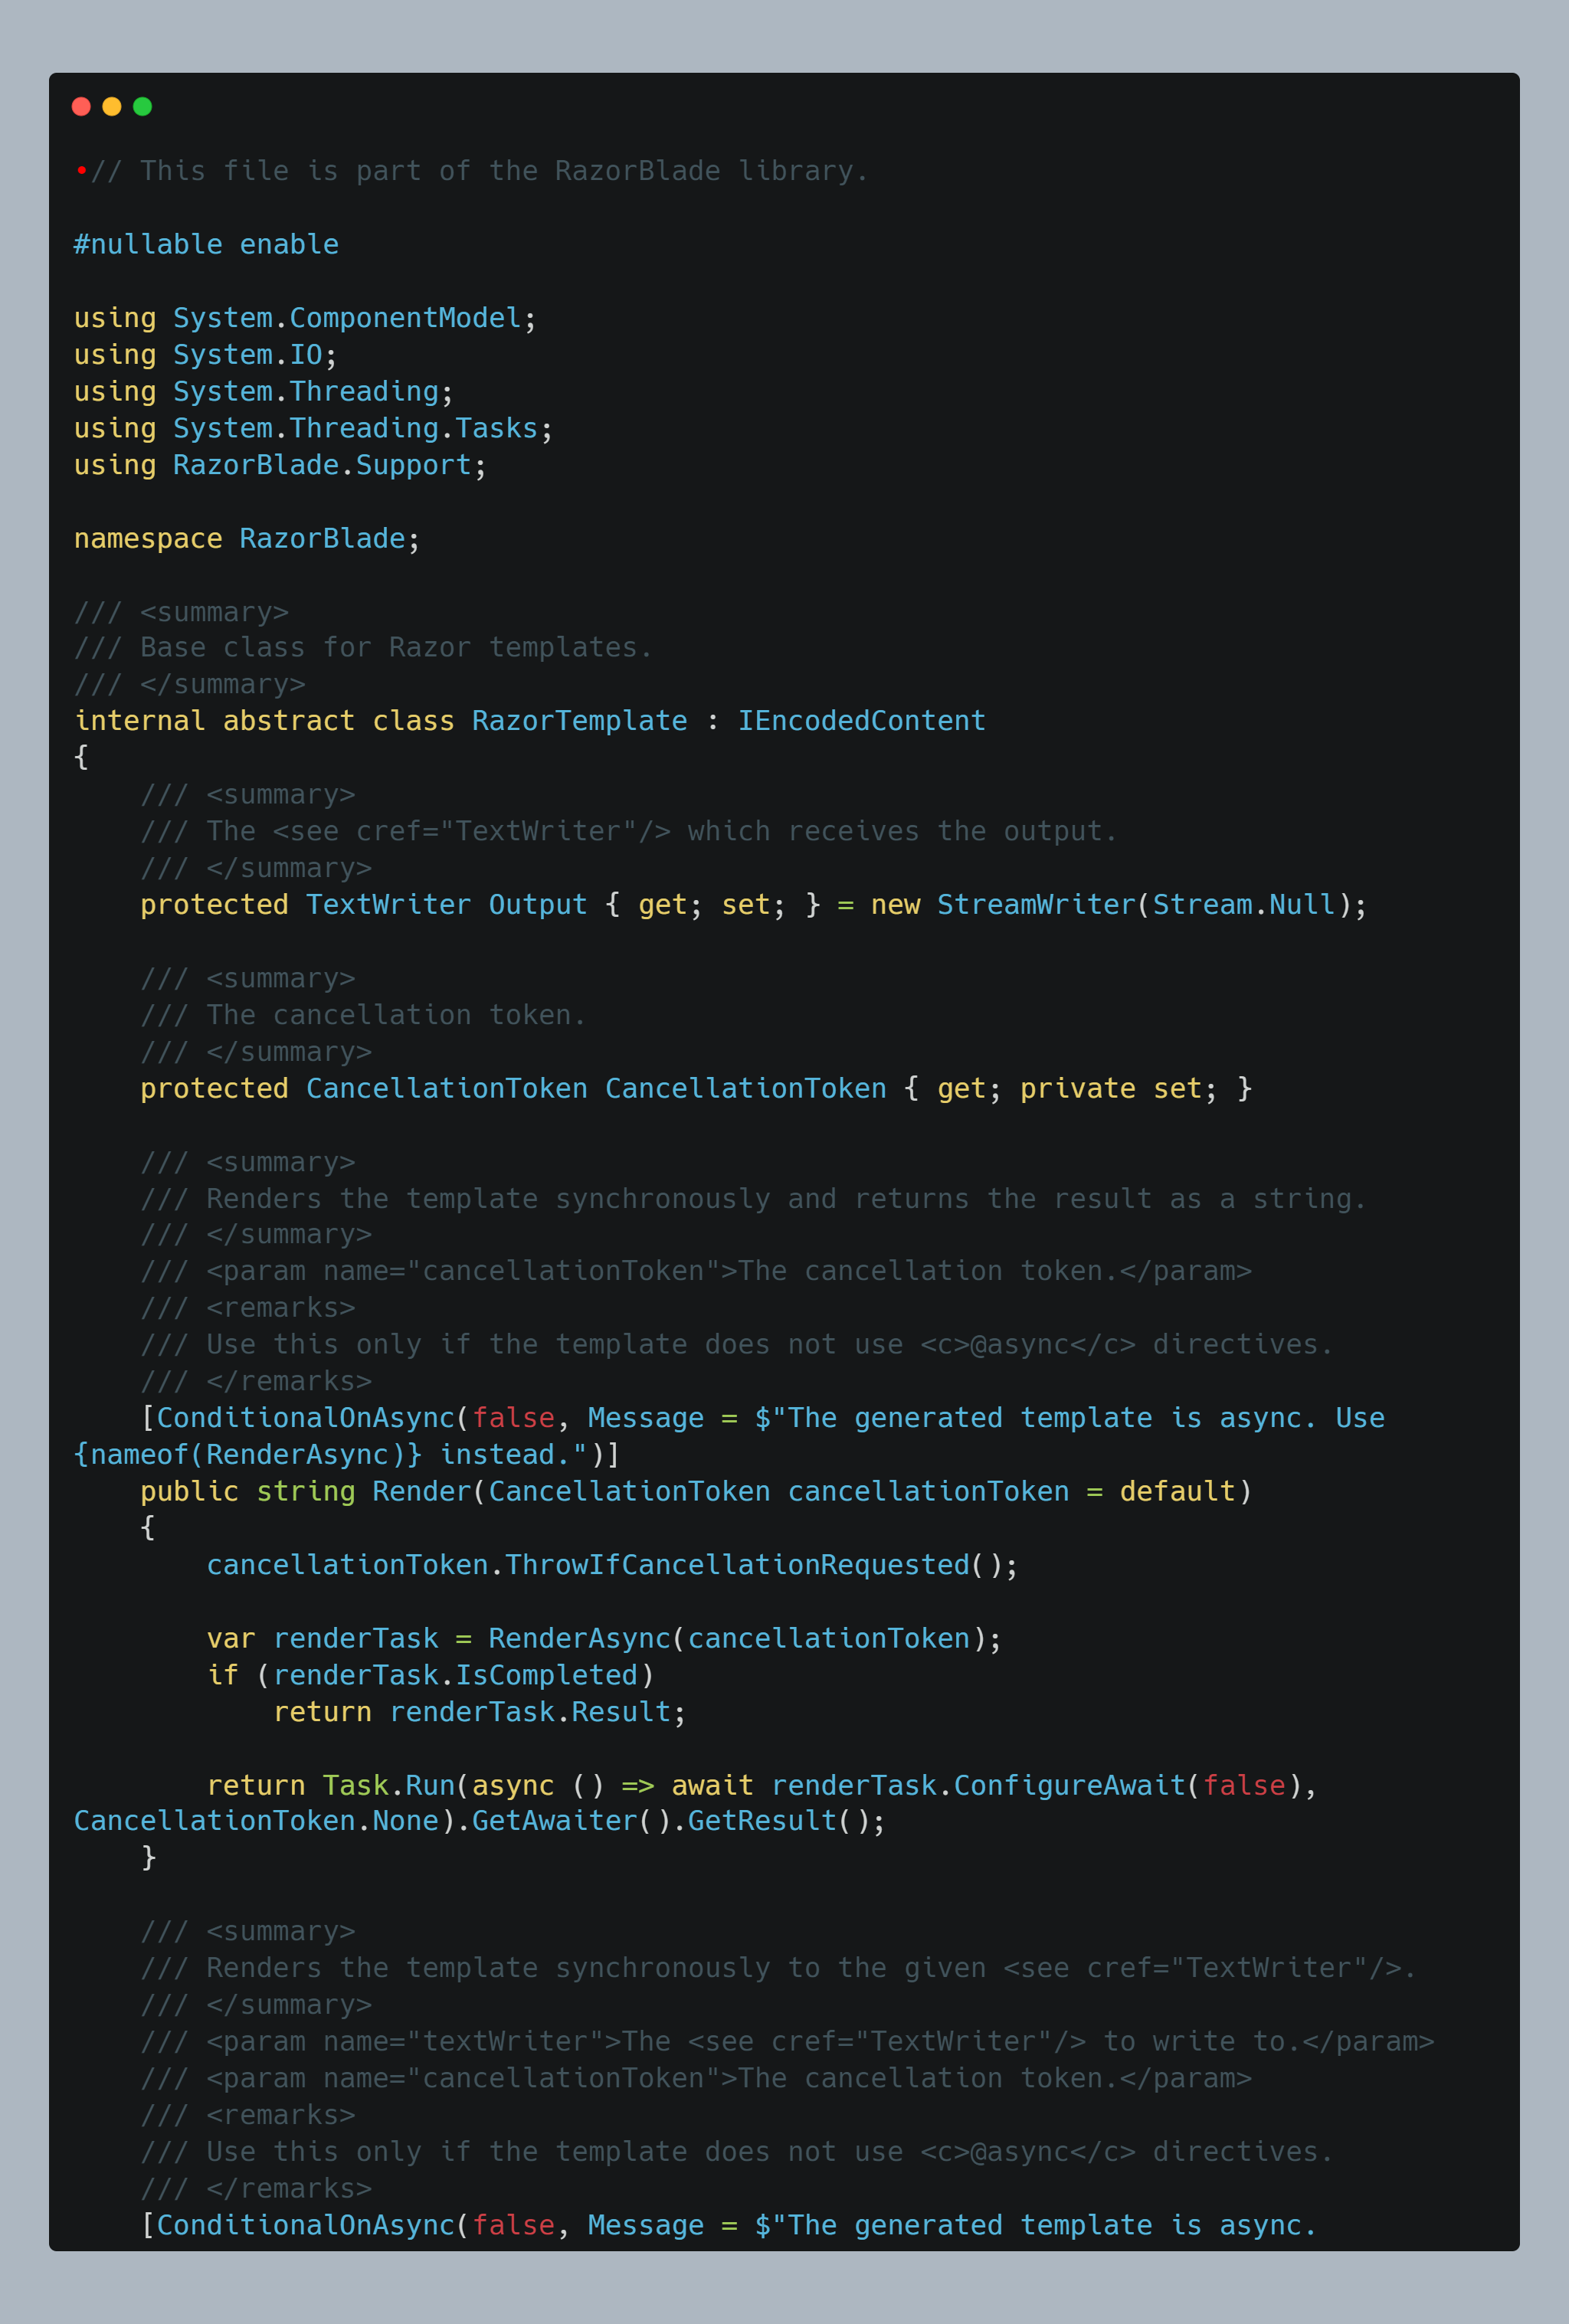 •// This file is part of the RazorBlade library.

#nullable enable

using System.ComponentModel;
using System.IO;
using System.Threading;
using System.Threading.Tasks;
using RazorBlade.Support;

namespace RazorBlade;

/// <summary>
/// Base class for Razor templates.
/// </summary>
internal abstract class RazorTemplate : IEncodedContent
{
    /// <summary>
    /// The <see cref="TextWriter"/> which receives the output.
    /// </summary>
    protected TextWriter Output { get; set; } = new StreamWriter(Stream.Null);

    /// <summary>
    /// The cancellation token.
    /// </summary>
    protected CancellationToken CancellationToken { get; private set; }

    /// <summary>
    /// Renders the template synchronously and returns the result as a string.
    /// </summary>
    /// <param name="cancellationToken">The cancellation token.</param>
    /// <remarks>
    /// Use this only if the template does not use <c>@async</c> directives.
    /// </remarks>
    [ConditionalOnAsync(false, Message = $"The generated template is async. Use
{nameof(RenderAsync)} instead.")]
    public string Render(CancellationToken cancellationToken = default)
    {
        cancellationToken.ThrowIfCancellationRequested();

        var renderTask = RenderAsync(cancellationToken);
        if (renderTask.IsCompleted)
            return renderTask.Result;

        return Task.Run(async () => await renderTask.ConfigureAwait(false),
CancellationToken.None).GetAwaiter().GetResult();
    }

    /// <summary>
    /// Renders the template synchronously to the given <see cref="TextWriter"/>.
    /// </summary>
    /// <param name="textWriter">The <see cref="TextWriter"/> to write to.</param>
    /// <param name="cancellationToken">The cancellation token.</param>
    /// <remarks>
    /// Use this only if the template does not use <c>@async</c> directives.
    /// </remarks>
    [ConditionalOnAsync(false, Message = $"The generated template is async.